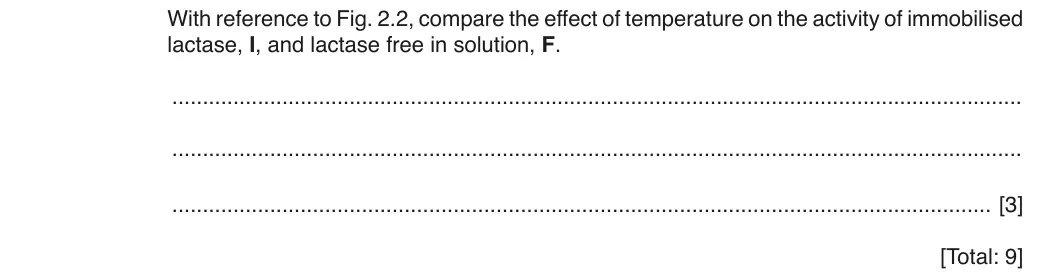 With reference to Fig. 2.2, compare the effect of temperature on the activity of immobilised
lactase, I, and lactase free in solution, F.
..........................................................................................................................................
..........................................................................................................................................
..................................................................................................................................... [3]
[Total: 9]